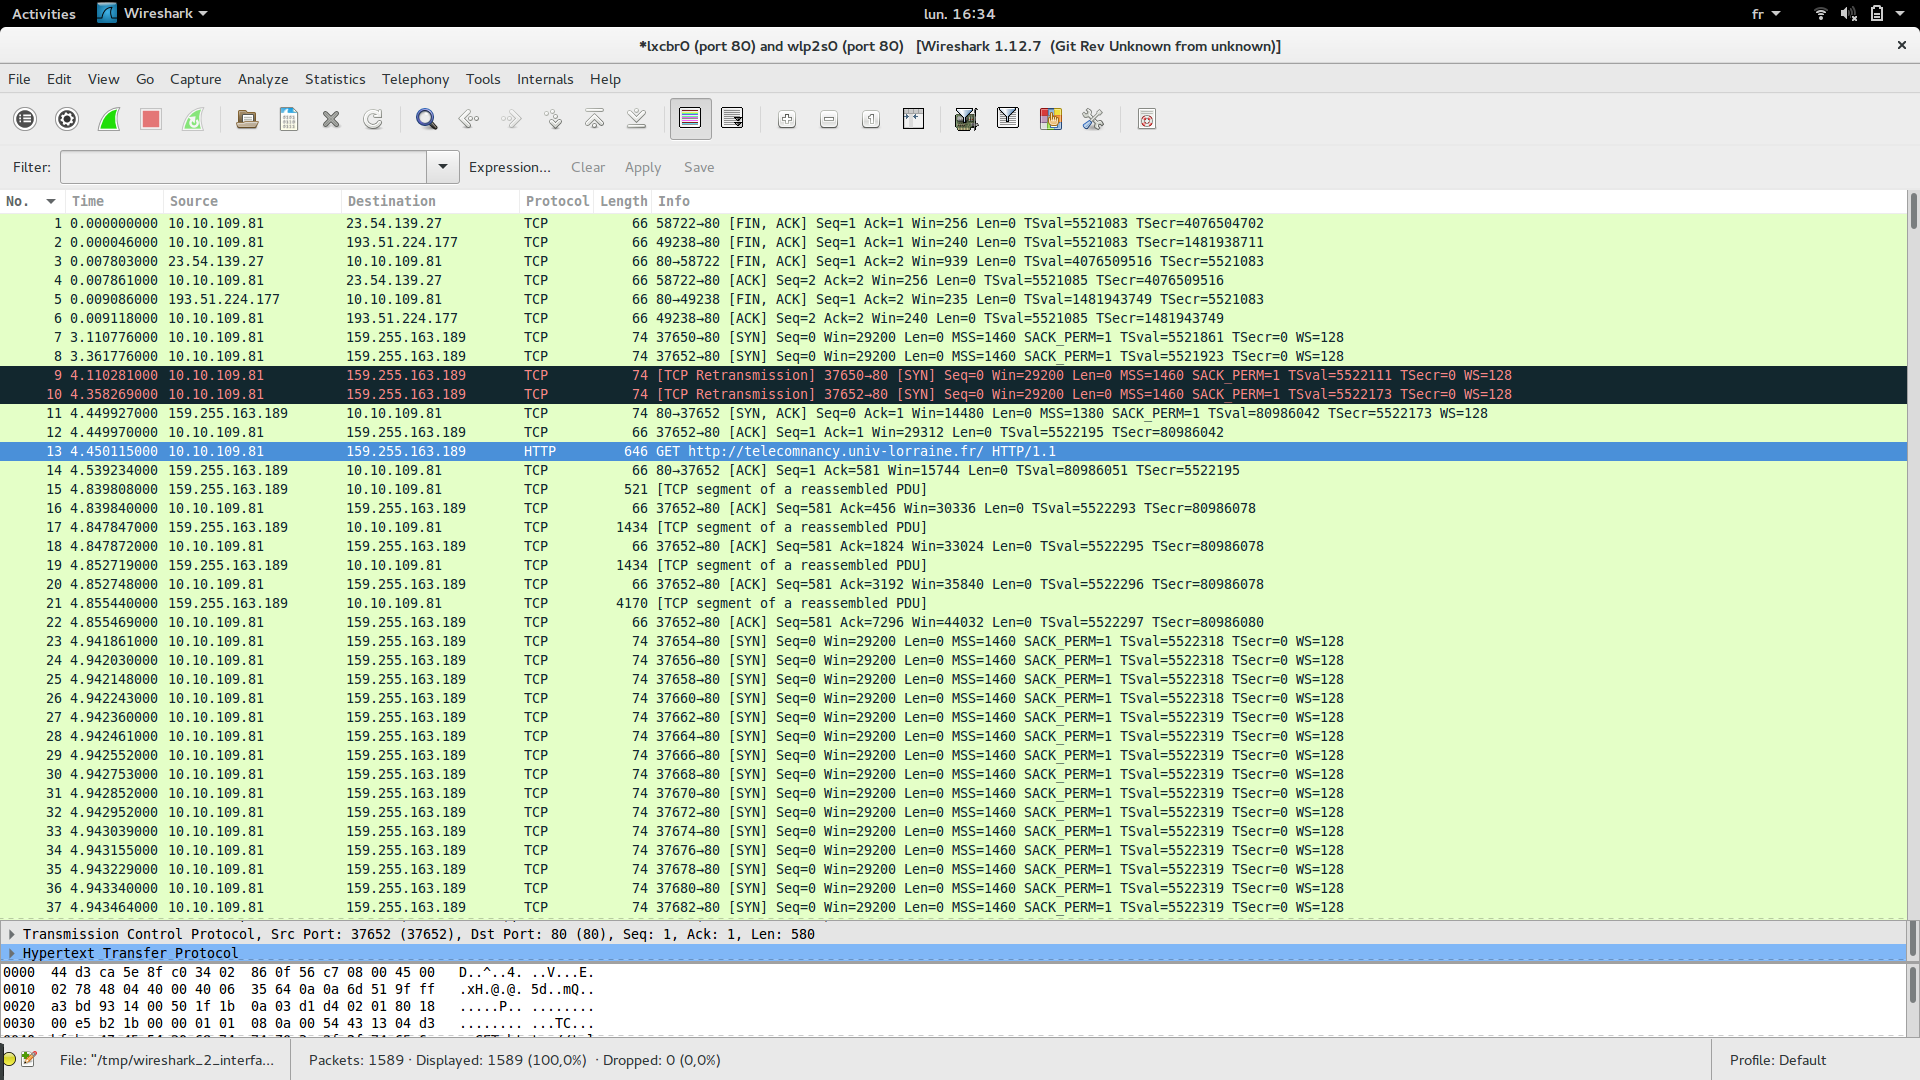 Activities Wireshark lun. 16:34 fr
*lxcbr0 (port 80) and wlp2s0 (port 80) [Wireshark 1.12.7 (Git Rev Unknown from unknown)]
File Edit View Go Capture Analyze Statistics Telephony Tools Internals Help
Filter: Expression... Clear Apply Save
No. Time Source Destination Protocol Length Info
1 0.000000000 10.10.109.81 23.54.139.27 TCP 66 58722→80 [FIN, ACK] Seq=1 Ack=1 Win=256 Len=0 TSval=5521083 TSecr=4076504702
2 0.000046000 10.10.109.81 193.51.224.177 TCP 66 49238→80 [FIN, ACK] Seq=1 Ack=1 Win=240 Len=0 TSval=5521083 TSecr=1481938711
3 0.007803000 23.54.139.27 10.10.109.81 TCP 66 80→58722 [FIN, ACK] Seq=1 Ack=2 Win=939 Len=0 TSval=4076509516 TSecr=5521083
4 0.007861000 10.10.109.81 23.54.139.27 TCP 66 58722→80 [ACK] Seq=2 Ack=2 Win=256 Len=0 TSval=5521085 TSecr=4076509516
5 0.009086000 193.51.224.177 10.10.109.81 TCP 66 80→49238 [FIN, ACK] Seq=1 Ack=2 Win=235 Len=0 TSval=1481943749 TSecr=5521083
6 0.009118000 10.10.109.81 193.51.224.177 TCP 66 49238→80 [ACK] Seq=2 Ack=2 Win=240 Len=0 TSval=5521085 TSecr=1481943749
7 3.110776000 10.10.109.81 159.255.163.189 TCP 74 37650→80 [SYN] Seq=0 Win=29200 Len=0 MSS=1460 SACK_PERM=1 TSval=5521861 TSecr=0 WS=128
8 3.361776000 10.10.109.81 159.255.163.189 TCP 74 37652→80 [SYN] Seq=0 Win=29200 Len=0 MSS=1460 SACK_PERM=1 TSval=5521923 TSecr=0 WS=128
9 4.110281000 10.10.109.81 159.255.163.189 TCP 74 [TCP Retransmission] 37650→80 [SYN] Seq=0 Win=29200 Len=0 MSS=1460 SACK_PERM=1 TSval=5522111 TSecr=0 WS=128
10 4.358269000 10.10.109.81 159.255.163.189 TCP 74 [TCP Retransmission] 37652→80 [SYN] Seq=0 Win=29200 Len=0 MSS=1460 SACK_PERM=1 TSval=5522173 TSecr=0 WS=128
11 4.449927000 159.255.163.189 10.10.109.81 TCP 74 80→37652 [SYN, ACK] Seq=0 Ack=1 Win=14480 Len=0 MSS=1380 SACK_PERM=1 TSval=80986042 TSecr=5522173 WS=128
12 4.449970000 10.10.109.81 159.255.163.189 TCP 66 37652→80 [ACK] Seq=1 Ack=1 Win=29312 Len=0 TSval=5522195 TSecr=80986042
13 4.450115000 10.10.109.81 159.255.163.189 HTTP 646 GET http://telecomnancy.univ-lorraine.fr/ HTTP/1.1
14 4.539234000 159.255.163.189 10.10.109.81 TCP 66 80→37652 [ACK] Seq=1 Ack=581 Win=15744 Len=0 TSval=80986051 TSecr=5522195
15 4.839808000 159.255.163.189 10.10.109.81 TCP 521 [TCP segment of a reassembled PDU]
16 4.839840000 10.10.109.81 159.255.163.189 TCP 66 37652→80 [ACK] Seq=581 Ack=456 Win=30336 Len=0 TSval=5522293 TSecr=80986078
17 4.847847000 159.255.163.189 10.10.109.81 TCP 1434 [TCP segment of a reassembled PDU]
18 4.847872000 10.10.109.81 159.255.163.189 TCP 66 37652→80 [ACK] Seq=581 Ack=1824 Win=33024 Len=0 TSval=5522295 TSecr=80986078
19 4.852719000 159.255.163.189 10.10.109.81 TCP 1434 [TCP segment of a reassembled PDU]
20 4.852748000 10.10.109.81 159.255.163.189 TCP 66 37652→80 [ACK] Seq=581 Ack=3192 Win=35840 Len=0 TSval=5522296 TSecr=80986078
21 4.855440000 159.255.163.189 10.10.109.81 TCP 4170 [TCP segment of a reassembled PDU]
22 4.855469000 10.10.109.81 159.255.163.189 TCP 66 37652→80 [ACK] Seq=581 Ack=7296 Win=44032 Len=0 TSval=5522297 TSecr=80986080
23 4.941861000 10.10.109.81 159.255.163.189 TCP 74 37654→80 [SYN] Seq=0 Win=29200 Len=0 MSS=1460 SACK_PERM=1 TSval=5522318 TSecr=0 WS=128
24 4.942030000 10.10.109.81 159.255.163.189 TCP 74 37656→80 [SYN] Seq=0 Win=29200 Len=0 MSS=1460 SACK_PERM=1 TSval=5522318 TSecr=0 WS=128
25 4.942148000 10.10.109.81 159.255.163.189 TCP 74 37658→80 [SYN] Seq=0 Win=29200 Len=0 MSS=1460 SACK_PERM=1 TSval=5522318 TSecr=0 WS=128
26 4.942243000 10.10.109.81 159.255.163.189 TCP 74 37660→80 [SYN] Seq=0 Win=29200 Len=0 MSS=1460 SACK_PERM=1 TSval=5522318 TSecr=0 WS=128
27 4.942360000 10.10.109.81 159.255.163.189 TCP 74 37662→80 [SYN] Seq=0 Win=29200 Len=0 MSS=1460 SACK_PERM=1 TSval=5522319 TSecr=0 WS=128
28 4.942461000 10.10.109.81 159.255.163.189 TCP 74 37664→80 [SYN] Seq=0 Win=29200 Len=0 MSS=1460 SACK_PERM=1 TSval=5522319 TSecr=0 WS=128
29 4.942552000 10.10.109.81 159.255.163.189 TCP 74 37666→80 [SYN] Seq=0 Win=29200 Len=0 MSS=1460 SACK_PERM=1 TSval=5522319 TSecr=0 WS=128
30 4.942753000 10.10.109.81 159.255.163.189 TCP 74 37668→80 [SYN] Seq=0 Win=29200 Len=0 MSS=1460 SACK_PERM=1 TSval=5522319 TSecr=0 WS=128
31 4.942852000 10.10.109.81 159.255.163.189 TCP 74 37670→80 [SYN] Seq=0 Win=29200 Len=0 MSS=1460 SACK_PERM=1 TSval=5522319 TSecr=0 WS=128
32 4.942952000 10.10.109.81 159.255.163.189 TCP 74 37672→80 [SYN] Seq=0 Win=29200 Len=0 MSS=1460 SACK_PERM=1 TSval=5522319 TSecr=0 WS=128
33 4.943039000 10.10.109.81 159.255.163.189 TCP 74 37674→80 [SYN] Seq=0 Win=29200 Len=0 MSS=1460 SACK_PERM=1 TSval=5522319 TSecr=0 WS=128
34 4.943155000 10.10.109.81 159.255.163.189 TCP 74 37676→80 [SYN] Seq=0 Win=29200 Len=0 MSS=1460 SACK_PERM=1 TSval=5522319 TSecr=0 WS=128
35 4.943229000 10.10.109.81 159.255.163.189 TCP 74 37678→80 [SYN] Seq=0 Win=29200 Len=0 MSS=1460 SACK_PERM=1 TSval=5522319 TSecr=0 WS=128
36 4.943340000 10.10.109.81 159.255.163.189 TCP 74 37680→80 [SYN] Seq=0 Win=29200 Len=0 MSS=1460 SACK_PERM=1 TSval=5522319 TSecr=0 WS=128
37 4.943464000 10.10.109.81 159.255.163.189 TCP 74 37682→80 [SYN] Seq=0 Win=29200 Len=0 MSS=1460 SACK_PERM=1 TSval=5522319 TSecr=0 WS=128
Transmission Control Protocol, Src Port: 37652 (37652), Dst Port: 80 (80), Seq: 1, Ack: 1, Len: 580
Hypertext Transfer Protocol
0000 44 d3 ca 5e 8f c0 34 02 86 0f 56 c7 08 00 45 00 D..^..4. ..V...E.
0010 02 78 48 04 40 00 40 06 35 64 0a 0a 6d 51 9f ff .xH.@.@. 5d..mQ..
0020 a3 bd 93 14 00 50 1f 1b 0a 03 d1 d4 02 01 80 18 .....P.. ........
0030 00 e5 b2 1b 00 00 01 01 08 0a 00 54 43 13 04 d3 ........ ...TC...
File: "/tmp/wireshark_2_interfa... Packets: 1589 · Displayed: 1589 (100,0%) · Dropped: 0 (0,0%) Profile: Default